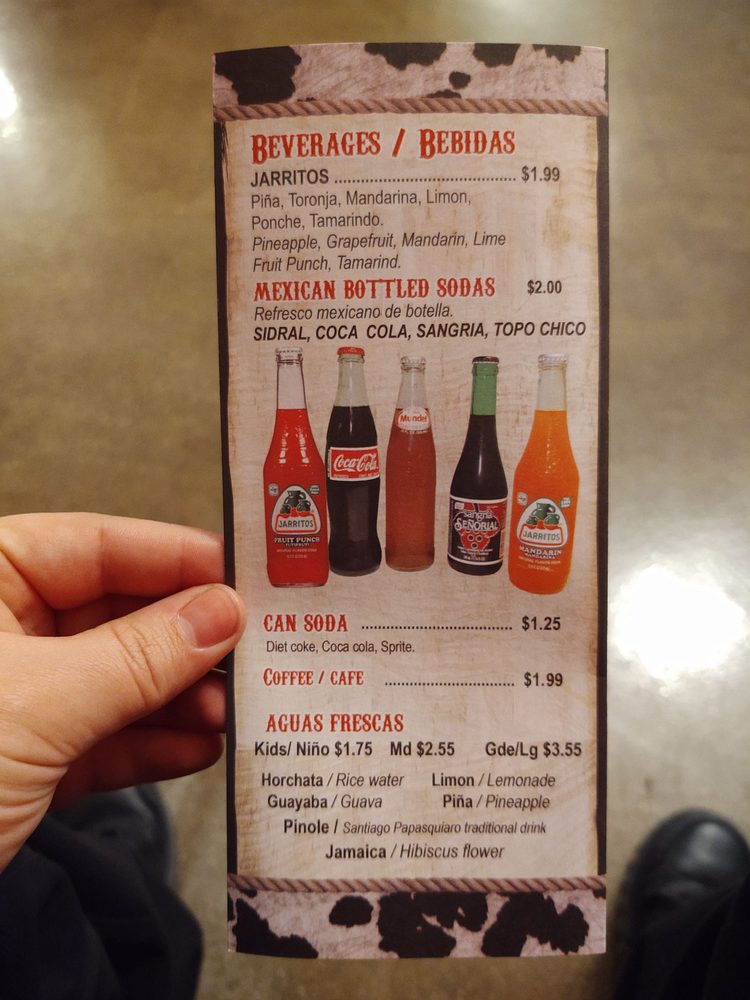 BEVERAGES / BEBIDAS
JARRITOS ................................... $1.99
Piña, Toronja, Mandarina, Limon,
Ponche, Tamarindo.
Pineapple, Grapefruit, Mandarin, Lime
Fruit Punch, Tamarind.
MEXICAN BOTTLED SODAS $2.00
Refresco mexicano de botella.
SIDRAL, COCA COLA, SANGRIA, TOPO CHICO
Mundet
Coca-Cola
Sangria
SEÑORIAL
JARRITOS
FRUIT PUNCH
TUTIFRUTI
JARRITOS
MANDARIN
MANDARINA
CAN SODA ................................... $1.25
Diet coke, Coca cola, Sprite.
COFFEE / CAFE .............................. $1.99
AGUAS FRESCAS
Kids/ Niño $1.75 Md $2.55 Gde/Lg $3.55
Horchata / Rice water Limon / Lemonade
Guayaba / Guava Piña / Pineapple
Pinole / Santiago Papasquiaro traditional drink
Jamaica / Hibiscus flower